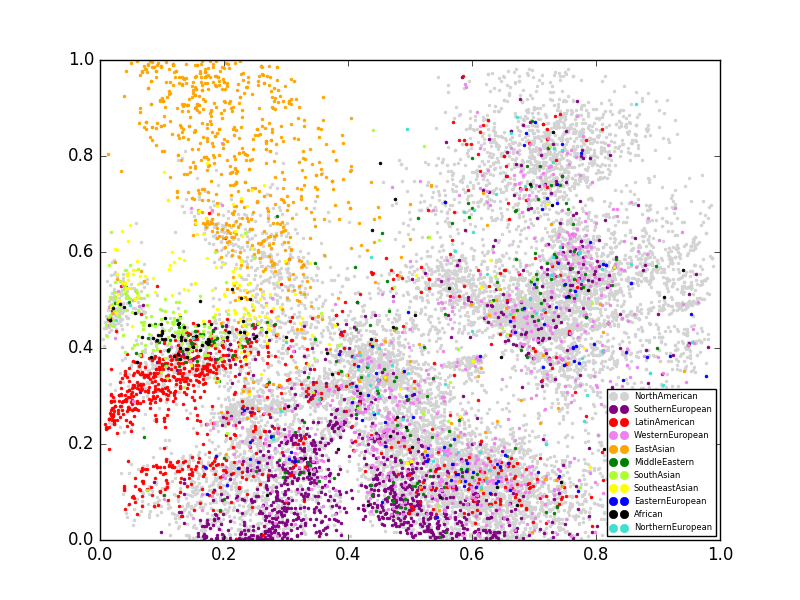 1.0
0.8
0.6
0.4
0.2
0.0
0.0 0.2 0.4 0.6 0.8 1.0
NorthAmerican
SouthernEuropean
LatinAmerican
WesternEuropean
EastAsian
MiddleEastern
SouthAsian
SoutheastAsian
EasternEuropean
African
NorthernEuropean